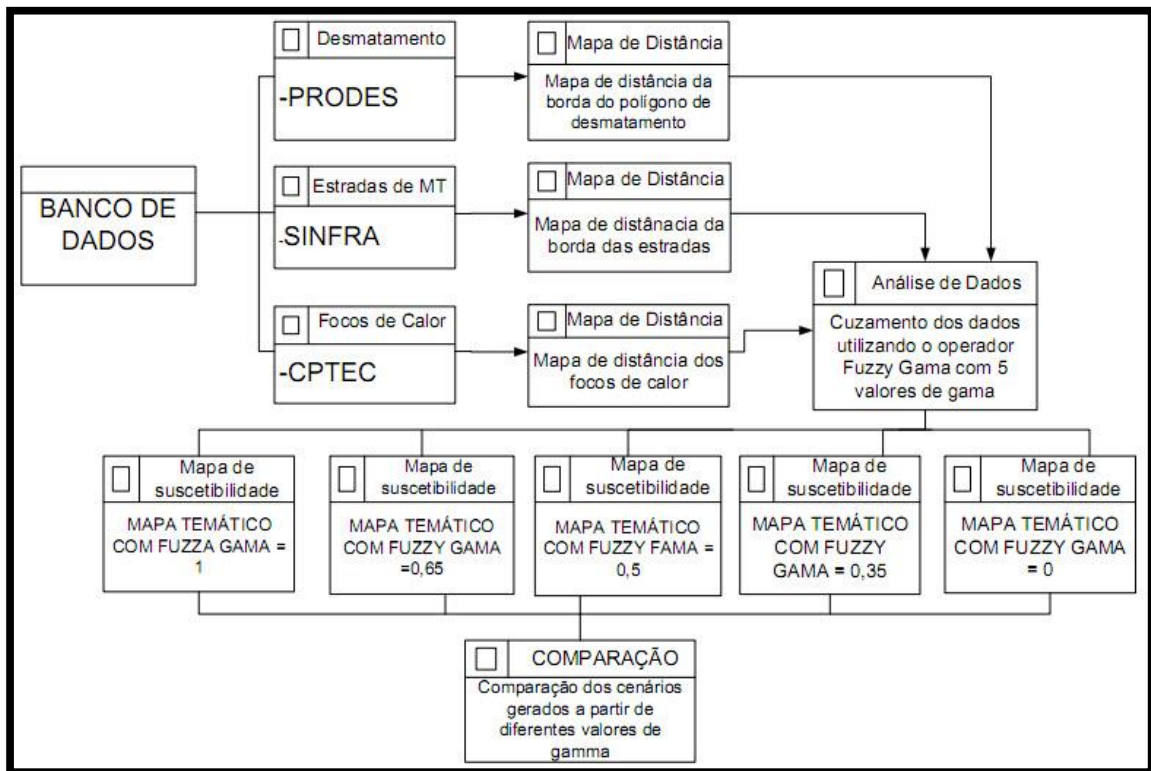 Desmatamento
-PRODES
Mapa de Distância
Mapa de distância da
borda do polígono de
desmatamento
BANCO DE
DADOS
Estradas de MT
-SINFRA
Mapa de Distância
Mapa de distânacia da
borda das estradas
Focos de Calor
-CPTEC
Mapa de Distância
Mapa de distância dos
focos de calor
Análise de Dados
Cuzamento dos dados
utilizando o operador
Fuzzy Gama com 5
valores de gama
Mapa de
suscetibilidade
MAPA TEMÁTICO
COM FUZZA GAMA =
1
Mapa de
suscetibilidade
MAPA TEMÁTICO
COM FUZZY GAMA
=0,65
Mapa de
suscetibilidade
MAPA TEMÁTICO
COM FUZZY FAMA =
0,5
Mapa de
suscetibilidade
MAPA TEMÁTICO
COM FUZZY
GAMA = 0,35
Mapa de
suscetibilidade
MAPA TEMÁTICO
COM FUZZY GAMA
= 0
COMPARAÇÃO
Comparação dos cenários
gerados a partir de
diferentes valores de
gamma